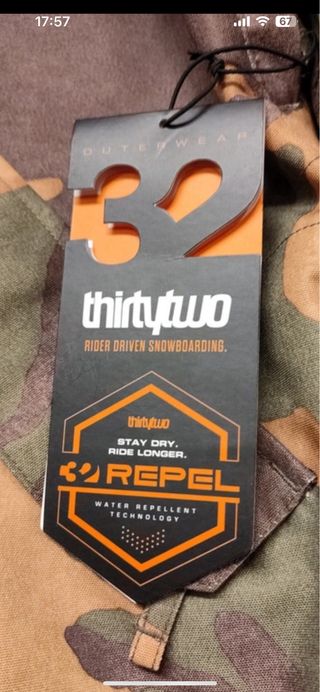 17:57
67
OUTERWEAR
32
thirtytwo
RIDER DRIVEN SNOWBOARDING.
thirtytwo
STAY DRY.
RIDE LONGER.
32 REPEL
WATER REPELLENT
TECHNOLOGY